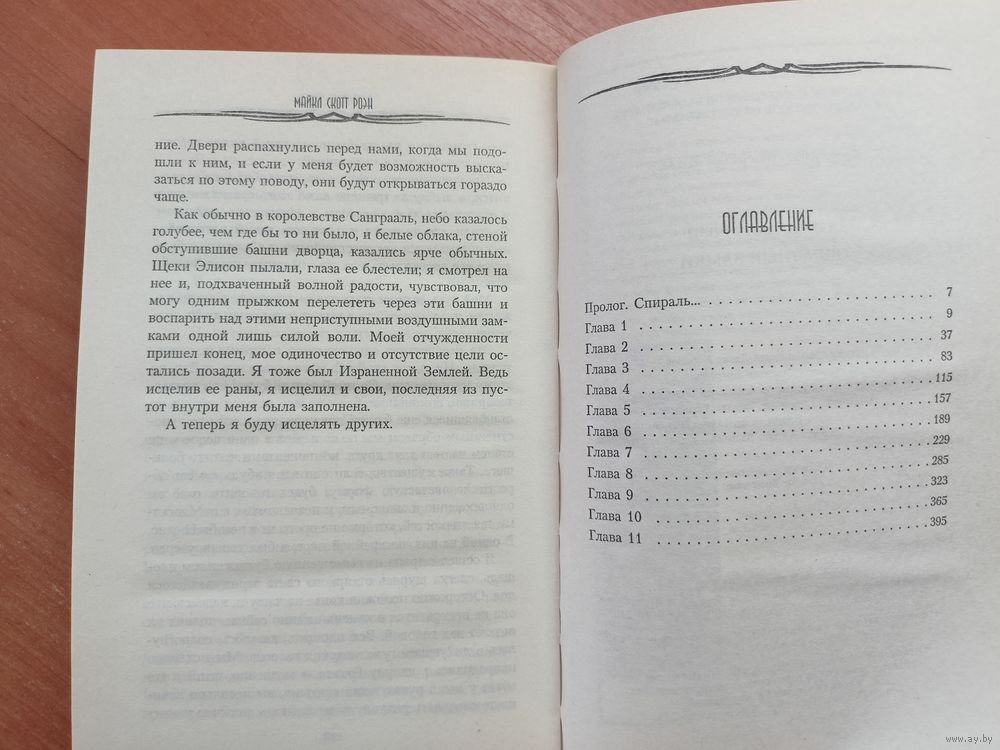 МАЙКЛ СКОТТ РОЭН
ние. Двери распахнулись перед нами, когда мы подо-
шли к ним, и если у меня будет возможность выска-
заться по этому поводу, они будут открываться гораздо
чаще.
Как обычно в королевстве Санграаль, небо казалось
голубее, чем где бы то ни было, и белые облака, стеной
обступившие башни дворца, казались ярче обычных.
Щеки Элисон пылали, глаза ее блестели; я смотрел на
нее и, подхваченный волной радости, чувствовал, что
могу одним прыжком перелететь через эти башни и
воспарить над этими неприступными воздушными зам-
ками одной лишь силой воли. Моей отчужденности
пришел конец, мое одиночество и отсутствие цели ос-
тались позади. Я тоже был Израненной Землей. Ведь
исцелив ее раны, я исцелил и свои, последняя из пус-
тот внутри меня была заполнена.
А теперь я буду исцелять других.
ОГЛАВЛЕНИЕ
Пролог. Спираль... 7
Глава 1 9
Глава 2 37
Глава 3 83
Глава 4 115
Глава 5 157
Глава 6 189
Глава 7 229
Глава 8 285
Глава 9 323
Глава 10 365
Глава 11 395
www.ay.by